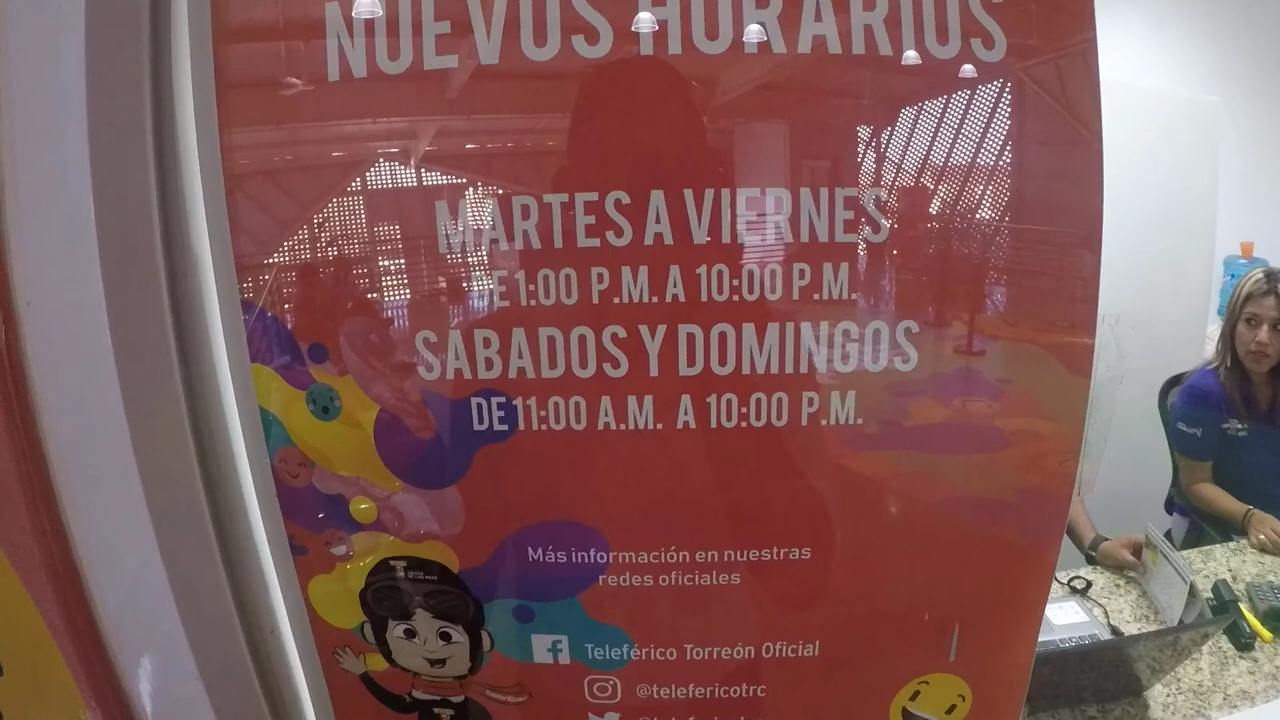 NUEVOS HORARIOS
MARTES A VIERNES
DE 1:00 P.M. A 10:00 P.M.
SÁBADOS Y DOMINGOS
DE 11:00 A.M. A 10:00 P.M.
Más información en nuestras
redes oficiales
Teleférico Torreón Oficial
@telefericotrc